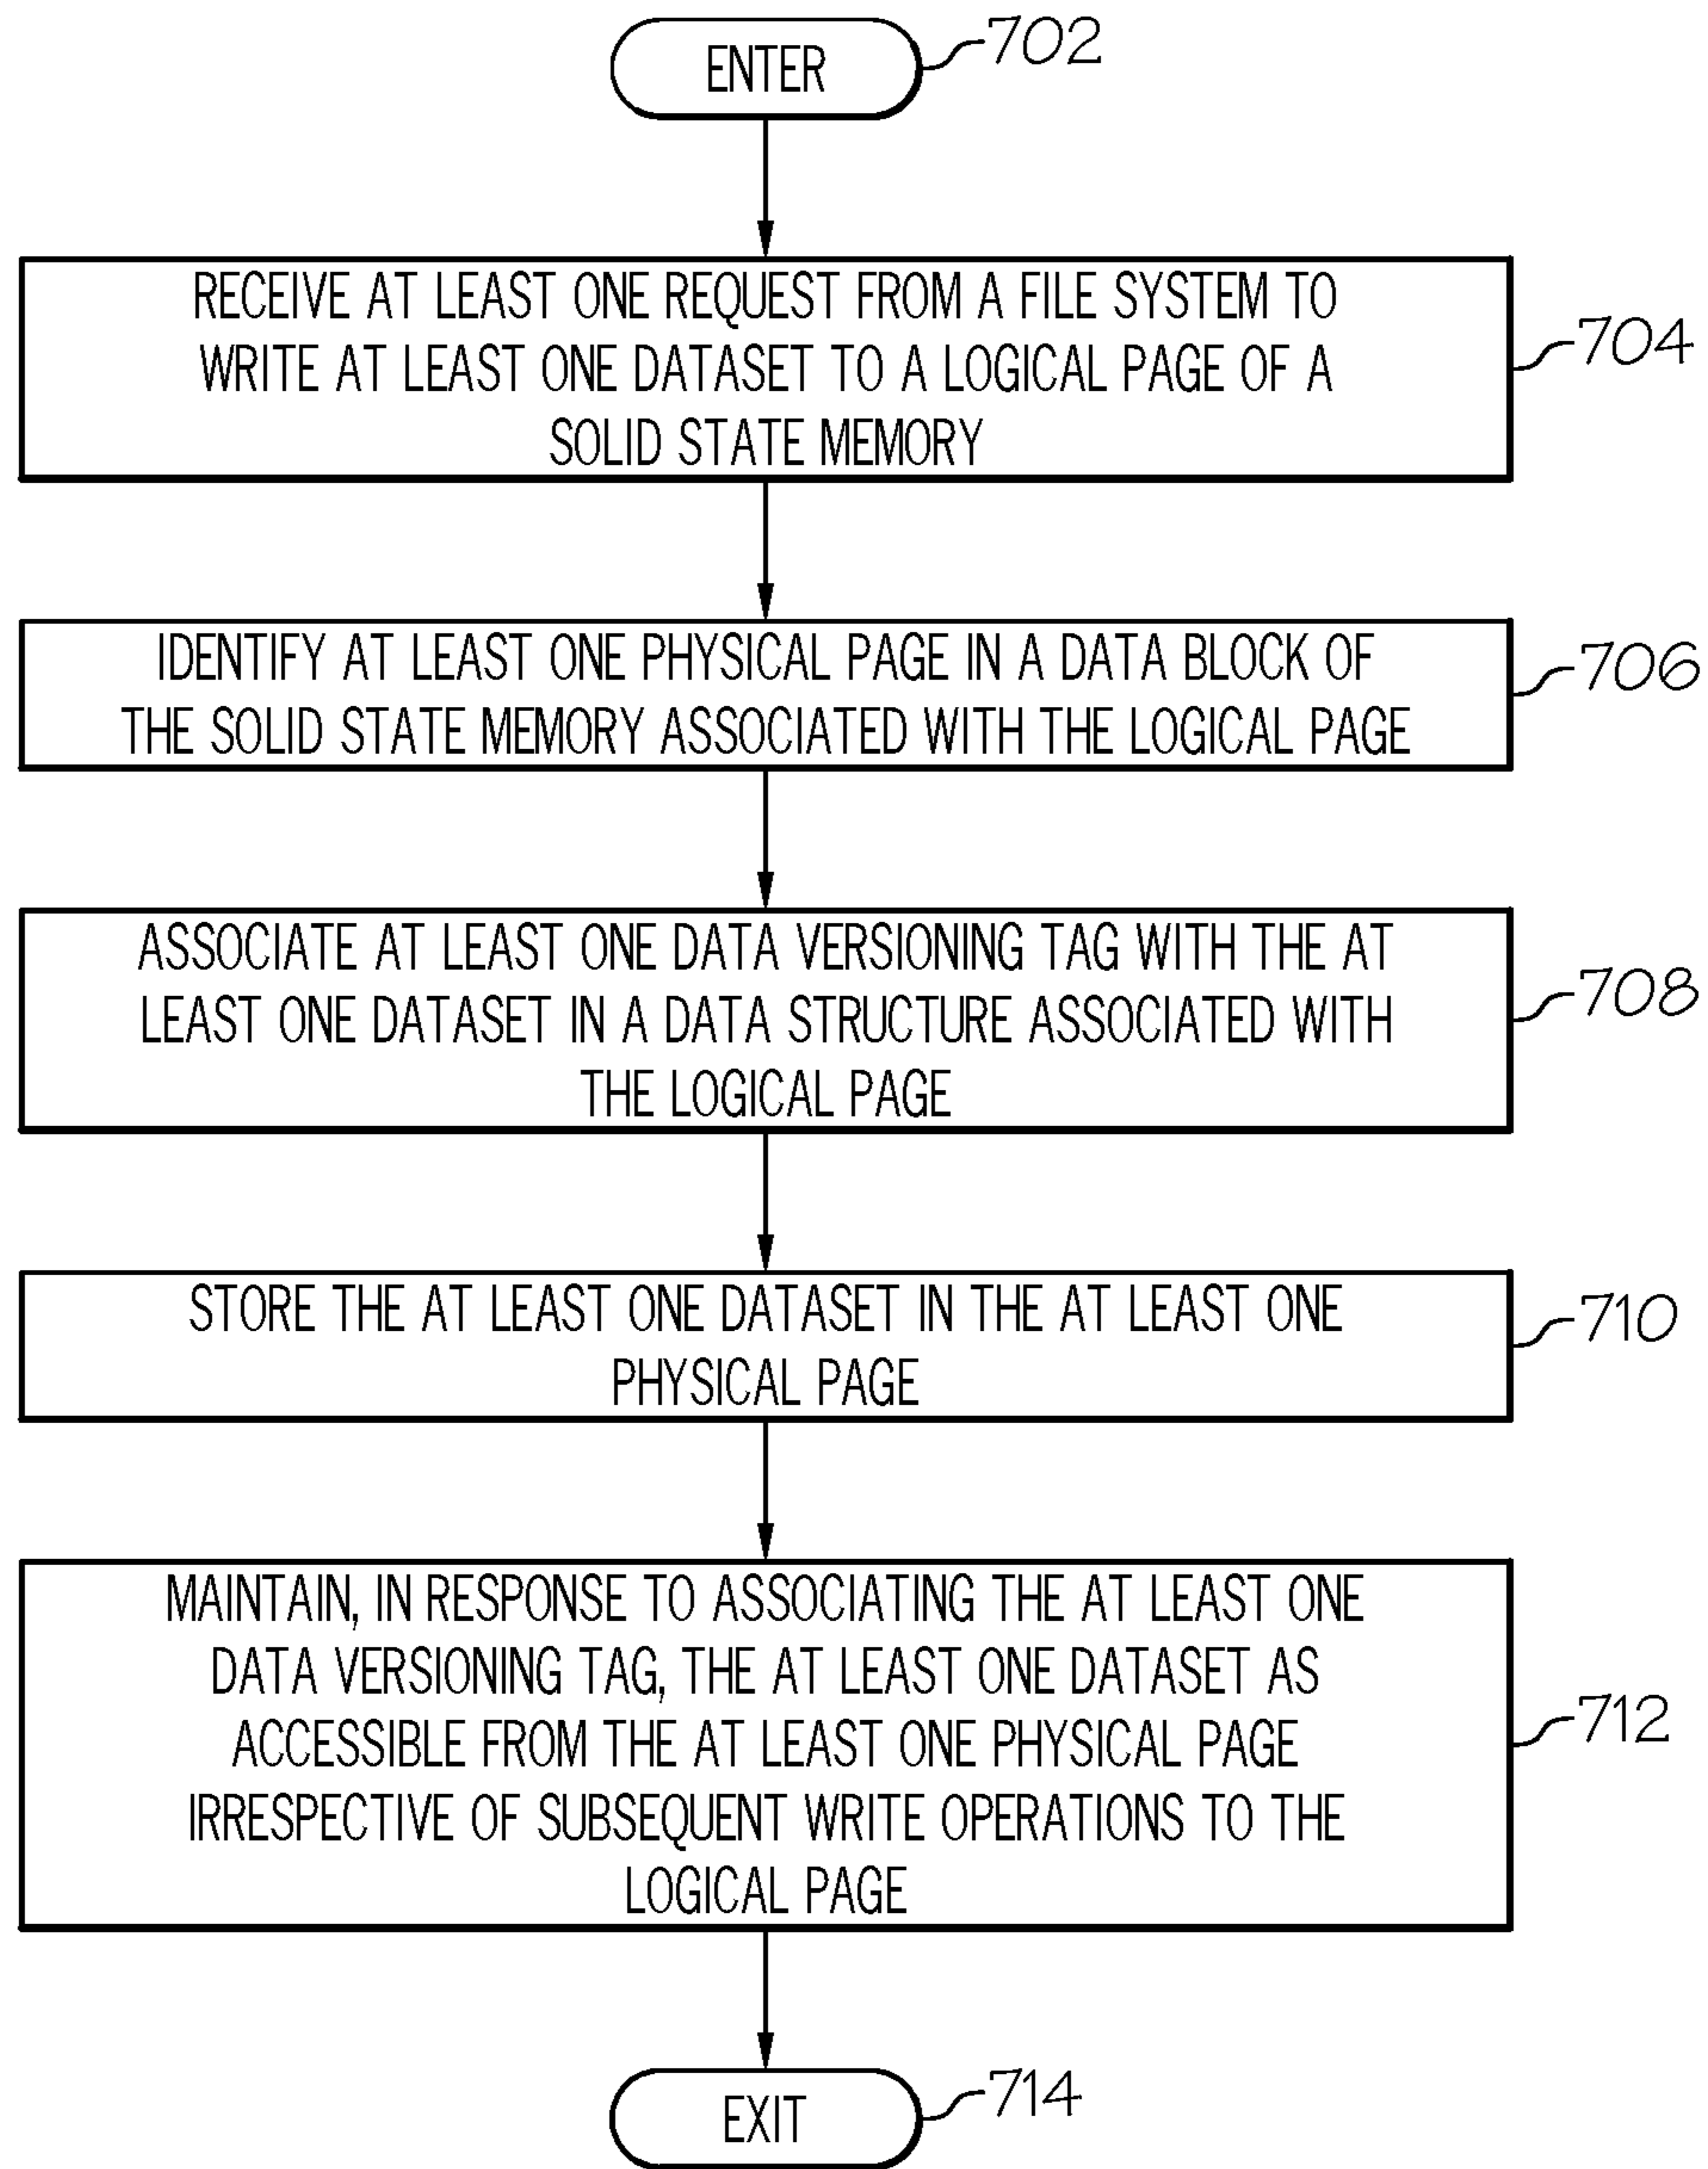 ENTER
702
RECEIVE AT LEAST ONE REQUEST FROM A FILE SYSTEM TO
WRITE AT LEAST ONE DATASET TO A LOGICAL PAGE OF A
SOLID STATE MEMORY
704
IDENTIFY AT LEAST ONE PHYSICAL PAGE IN A DATA BLOCK OF
THE SOLID STATE MEMORY ASSOCIATED WITH THE LOGICAL PAGE
706
ASSOCIATE AT LEAST ONE DATA VERSIONING TAG WITH THE AT
LEAST ONE DATASET IN A DATA STRUCTURE ASSOCIATED WITH
THE LOGICAL PAGE
708
STORE THE AT LEAST ONE DATASET IN THE AT LEAST ONE
PHYSICAL PAGE
710
MAINTAIN, IN RESPONSE TO ASSOCIATING THE AT LEAST ONE
DATA VERSIONING TAG, THE AT LEAST ONE DATASET AS
ACCESSIBLE FROM THE AT LEAST ONE PHYSICAL PAGE
IRRESPECTIVE OF SUBSEQUENT WRITE OPERATIONS TO THE
LOGICAL PAGE
712
EXIT
714